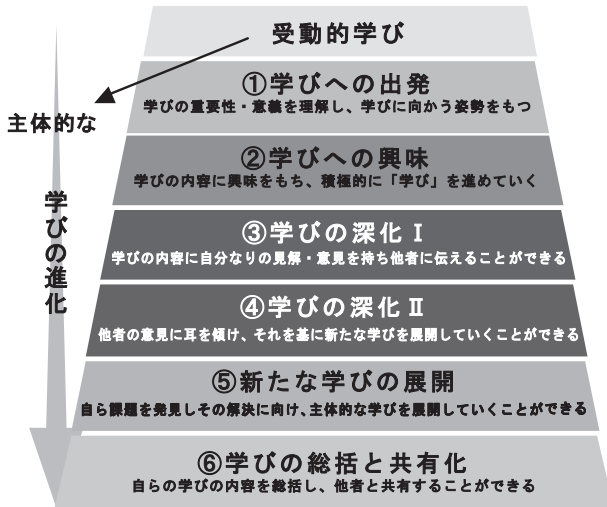 受動的学び
①学びへの出発
学びの重要性・意義を理解し、学びに向かう姿勢をもつ
主体的な
学びの進化
②学びへの興味
学びの内容に興味をもち、積極的に「学び」を進めていく
③学びの深化Ⅰ
学びの内容に自分なりの見解・意見を持ち他者に伝えることができる
④学びの深化Ⅱ
他者の意見に耳を傾け、それを基に新たな学びを展開していくことができる
⑤新たな学びの展開
自ら課題を発見しその解決に向け、主体的な学びを展開していくことができる
⑥学びの総括と共有化
自らの学びの内容を総括し、他者と共有することができる